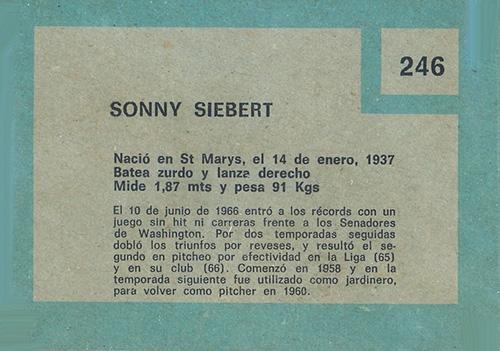 246
SONNY SIEBERT
Nació en St Marys, el 14 de enero, 1937
Batea zurdo y lanza derecho
Mide 1,87 mts y pesa 91 Kgs
El 10 de junio de 1966 entró a los récords con un
juego sin hit ni carreras frente a los Senadores
de Washington. Por dos temporadas seguidas
dobló los triunfos por reveses, y resultó el se-
gundo en pitcheo por efectividad en la Liga (65)
y en su club (66). Comenzó en 1958 y en la
temporada siguiente fue utilizado como jardinero,
para volver como pitcher en 1960.